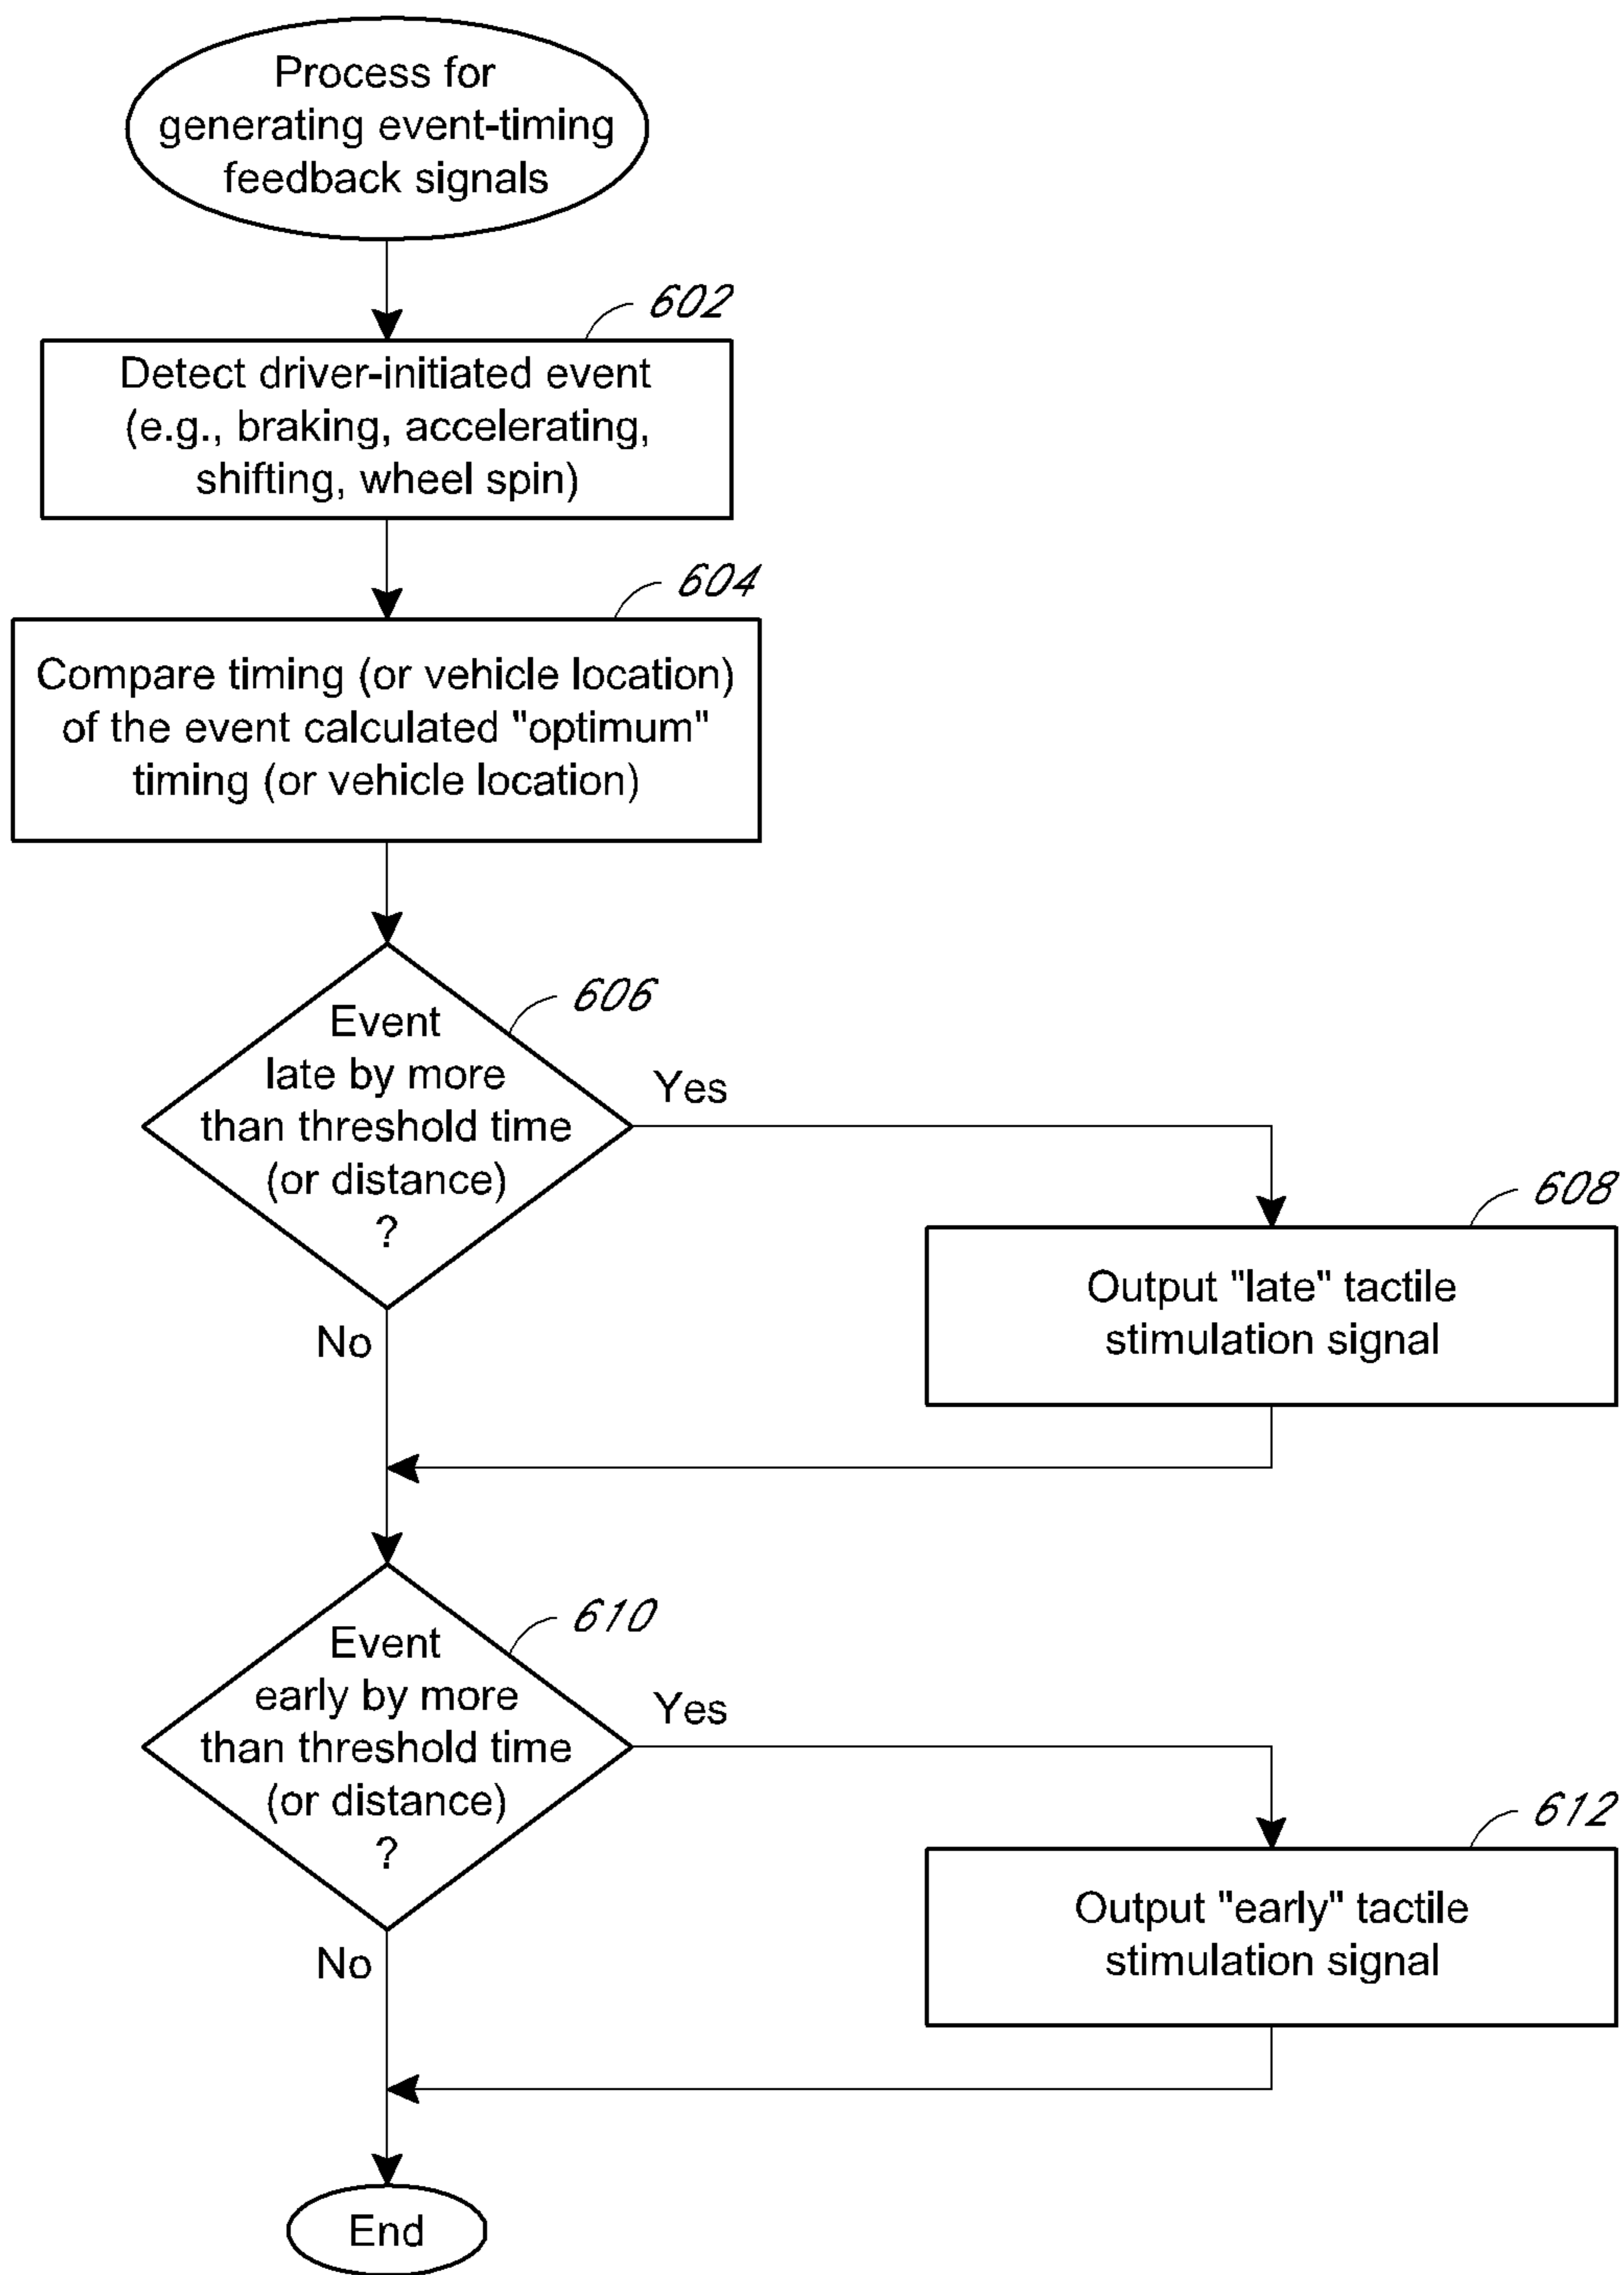 Process for
generating event-timing
feedback signals
602
Detect driver-initiated event
(e.g., braking, accelerating,
shifting, wheel spin)
604
Compare timing (or vehicle location)
of the event calculated "optimum"
timing (or vehicle location)
606
Event
late by more
than threshold time
(or distance)
?
Yes
No
608
Output "late" tactile
stimulation signal
610
Event
early by more
than threshold time
(or distance)
?
Yes
No
612
Output "early" tactile
stimulation signal
End